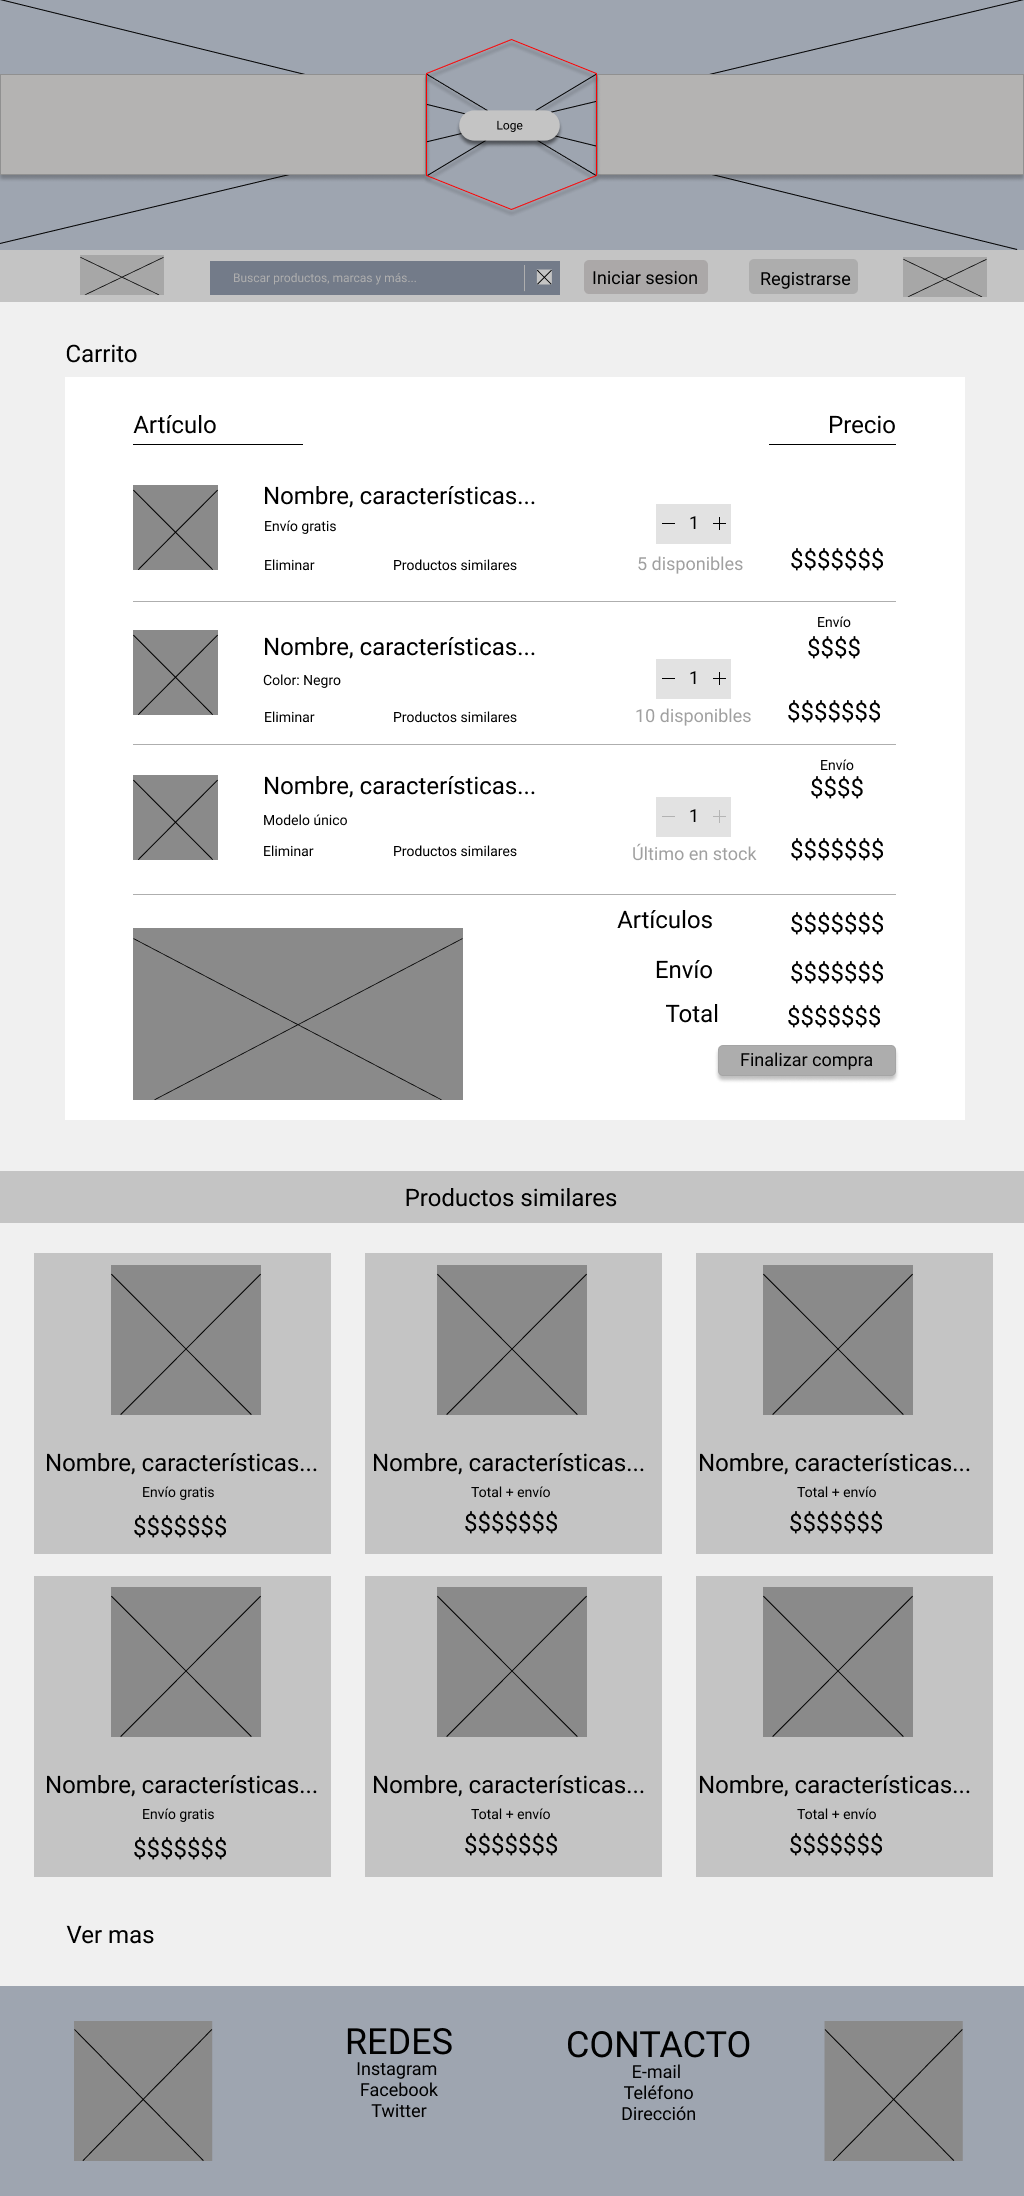 Loge
Buscar productos, marcas y más...
Iniciar sesion
Registrarse
Carrito
Artículo
Precio
Nombre, características...
Envío gratis
Eliminar
Productos similares
1
5 disponibles
$$$$$$$
Nombre, características...
Color: Negro
Eliminar
Productos similares
1
10 disponibles
Envío
$$$$
$$$$$$$
Nombre, características...
Modelo único
Eliminar
Productos similares
1
Último en stock
Envío
$$$$
$$$$$$$
Artículos
$$$$$$$
Envío
$$$$$$$
Total
$$$$$$$
Finalizar compra
Productos similares
Nombre, características...
Envío gratis
$$$$$$$
Nombre, características...
Total + envío
$$$$$$$
Nombre, características...
Total + envío
$$$$$$$
Nombre, características...
Envío gratis
$$$$$$$
Nombre, características...
Total + envío
$$$$$$$
Nombre, características...
Total + envío
$$$$$$$
Ver mas
REDES
Instagram
Facebook
Twitter
CONTACTO
E-mail
Teléfono
Dirección